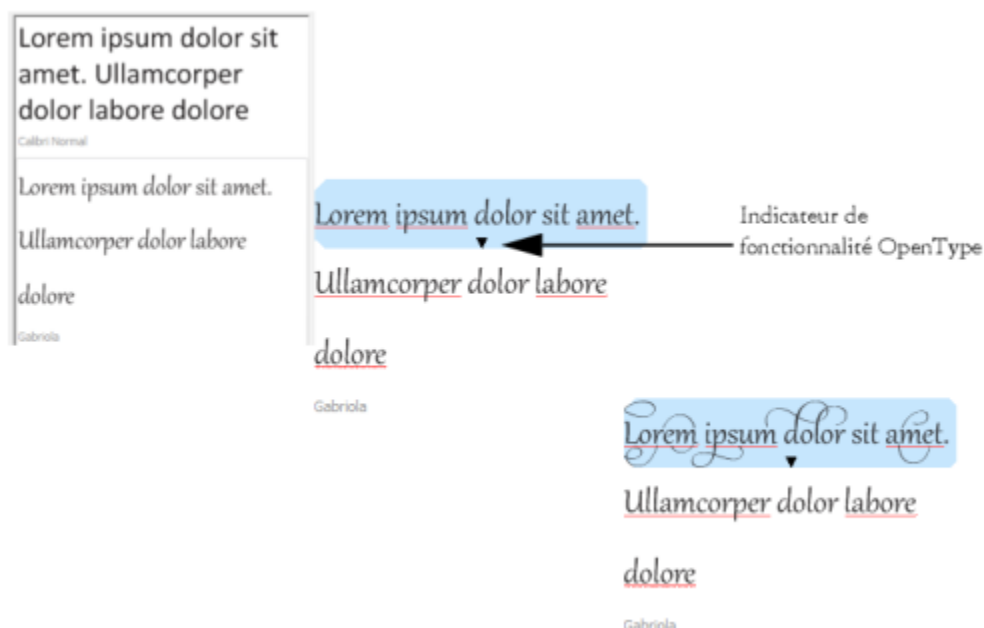 Lorem ipsum dolor sit
amet. Ullamcorper
dolor labore dolore
Calibri Normal
Lorem ipsum dolor sit amet.
Ullamcorper dolor labore
dolore
Gabriola
Lorem ipsum dolor sit amet.
Ullamcorper dolor labore
dolore
Gabriola
Indicateur de
fonctionnalité OpenType
Lorem ipsum dolor sit amet.
Ullamcorper dolor labore
dolore
Gabriola